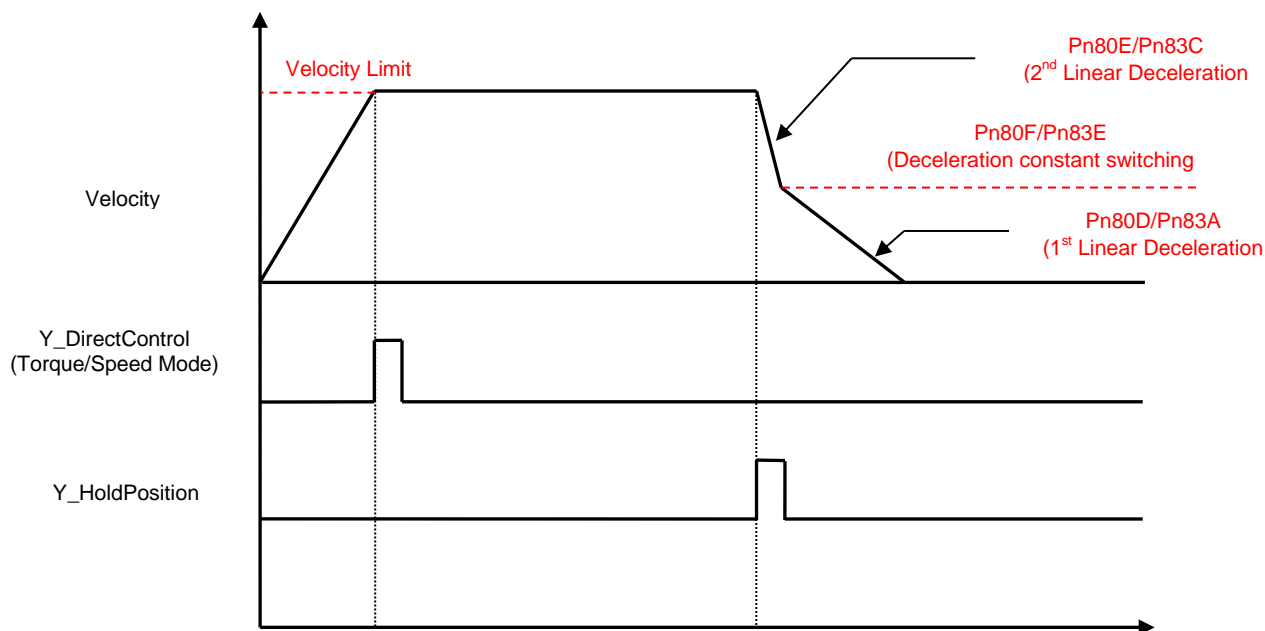 Velocity Limit
Pn80E/Pn83C
(2nd Linear Deceleration
Pn80F/Pn83E
(Deceleration constant switching
Velocity
Pn80D/Pn83A
(1st Linear Deceleration
Y_DirectControl
(Torque/Speed Mode)
Y_HoldPosition